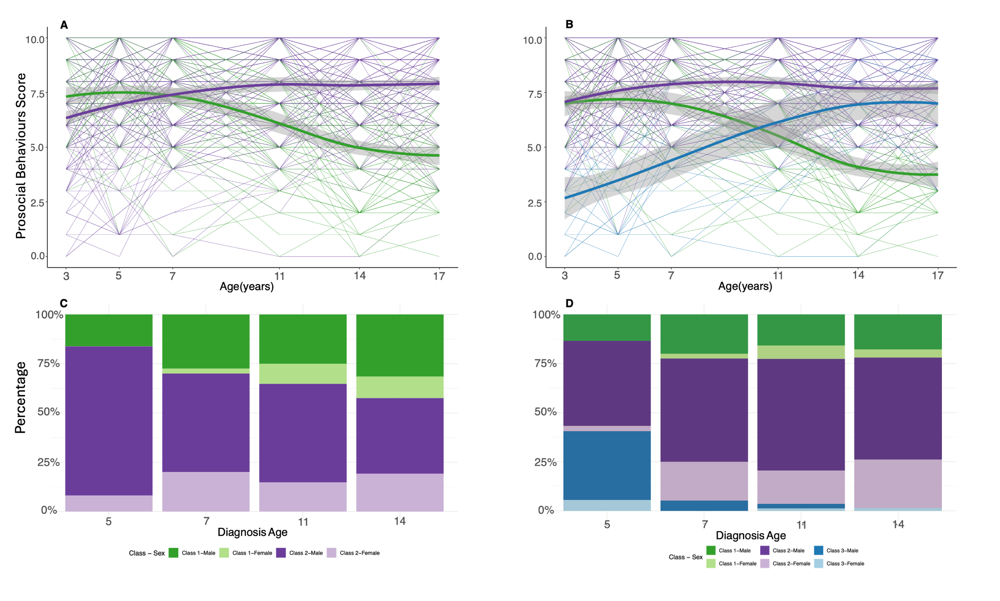 A
B
Prosocial Behaviours Score
10.0
7.5
5.0
2.5
0.0
3 5 7 11 14 17
Age(years)
10.0
7.5
5.0
2.5
0.0
3 5 7 11 14 17
Age(years)
C
D
Percentage
100%
75%
50%
25%
0%
5 7 11 14
Diagnosis Age
Class – Sex Class 1–Male Class 1–Female Class 2–Male Class 2–Female
100%
75%
50%
25%
0%
5 7 11 14
Diagnosis Age
Class – Sex
Class 1–Male Class 2–Male Class 3–Male
Class 1–Female Class 2–Female Class 3–Female